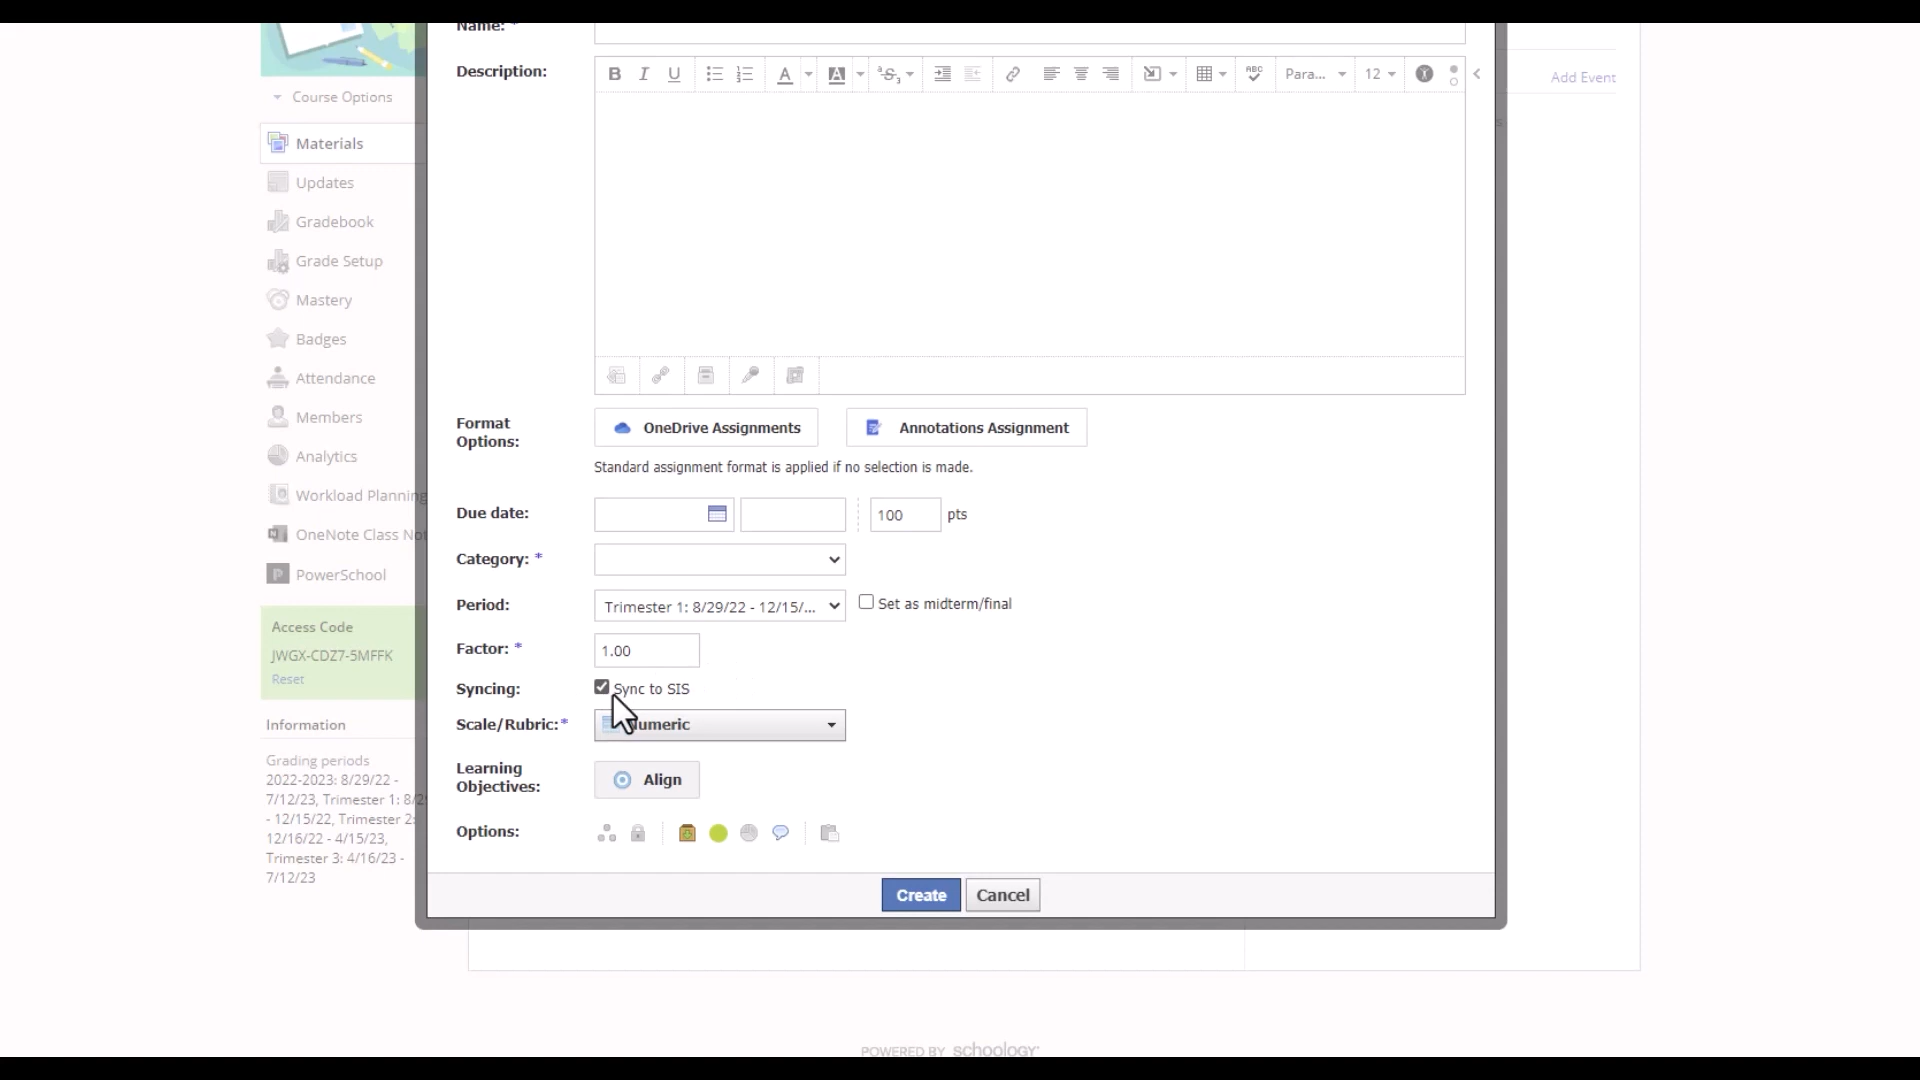 Name: *
Course Options
Materials
Updates
Gradebook
Grade Setup
Mastery
Badges
Attendance
Members
Analytics
Workload Planning
OneNote Class Not
PowerSchool
Access Code
JWGX-CDZ7-5MFFK
Reset
Information
Grading periods
2022-2023: 8/29/22 -
7/12/23, Trimester 1: 8/29
- 12/15/22, Trimester 2:
12/16/22 - 4/15/23,
Trimester 3: 4/16/23 -
7/12/23
Description:
B I U A A ABC Para... 12
Format
Options:
OneDrive Assignments Annotations Assignment
Standard assignment format is applied if no selection is made.
Due date: 100 pts
Category: *
Period: Trimester 1: 8/29/22 - 12/15/... Set as midterm/final
Factor: * 1.00
Syncing: Sync to SIS
Scale/Rubric:* Numeric
Learning
Objectives:
Align
Options:
Create Cancel
Add Event
POWERED BY schoology